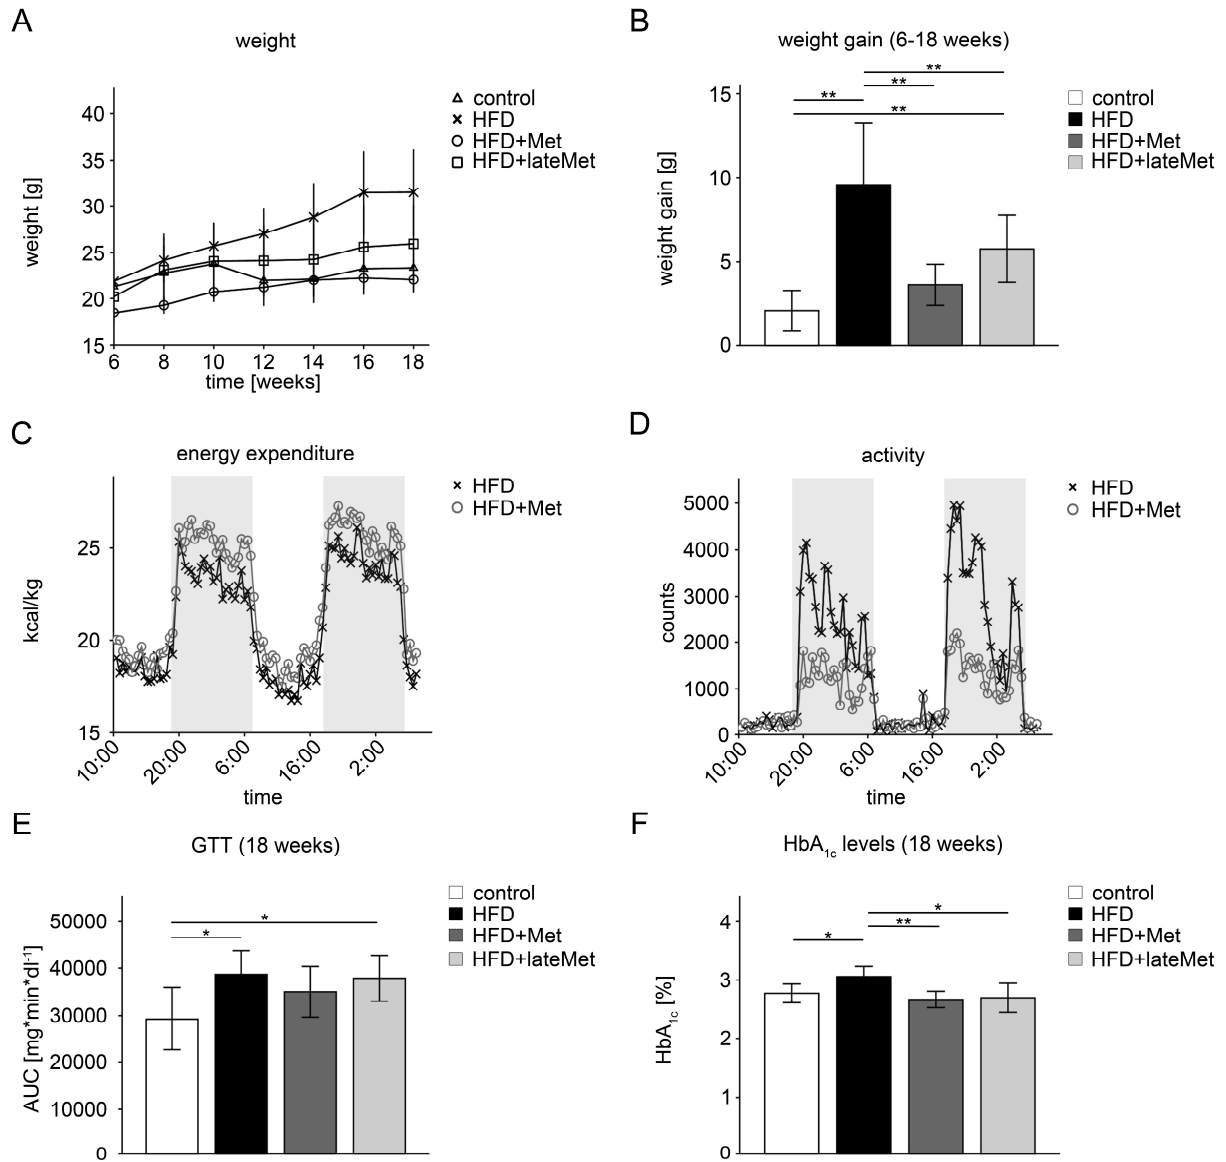 A
weight
weight [g]
40
35
30
25
20
15
6 8 10 12 14 16 18
time [weeks]
control
HFD
HFD+Met
HFD+lateMet
B
weight gain (6-18 weeks)
weight gain [g]
15
10
5
0
**
**
**
**
control
HFD
HFD+Met
HFD+lateMet
C
energy expenditure
kcal/kg
25
20
15
10:00 20:00 6:00 16:00 2:00
time
HFD
HFD+Met
D
activity
counts
5000
4000
3000
2000
1000
0
10:00 20:00 6:00 16:00 2:00
time
HFD
HFD+Met
E
GTT (18 weeks)
AUC [mg*min*dl-1]
50000
40000
30000
20000
10000
0
*
*
control
HFD
HFD+Met
HFD+lateMet
F
HbA1c levels (18 weeks)
HbA1c [%]
4
3
2
1
0
*
**
*
control
HFD
HFD+Met
HFD+lateMet